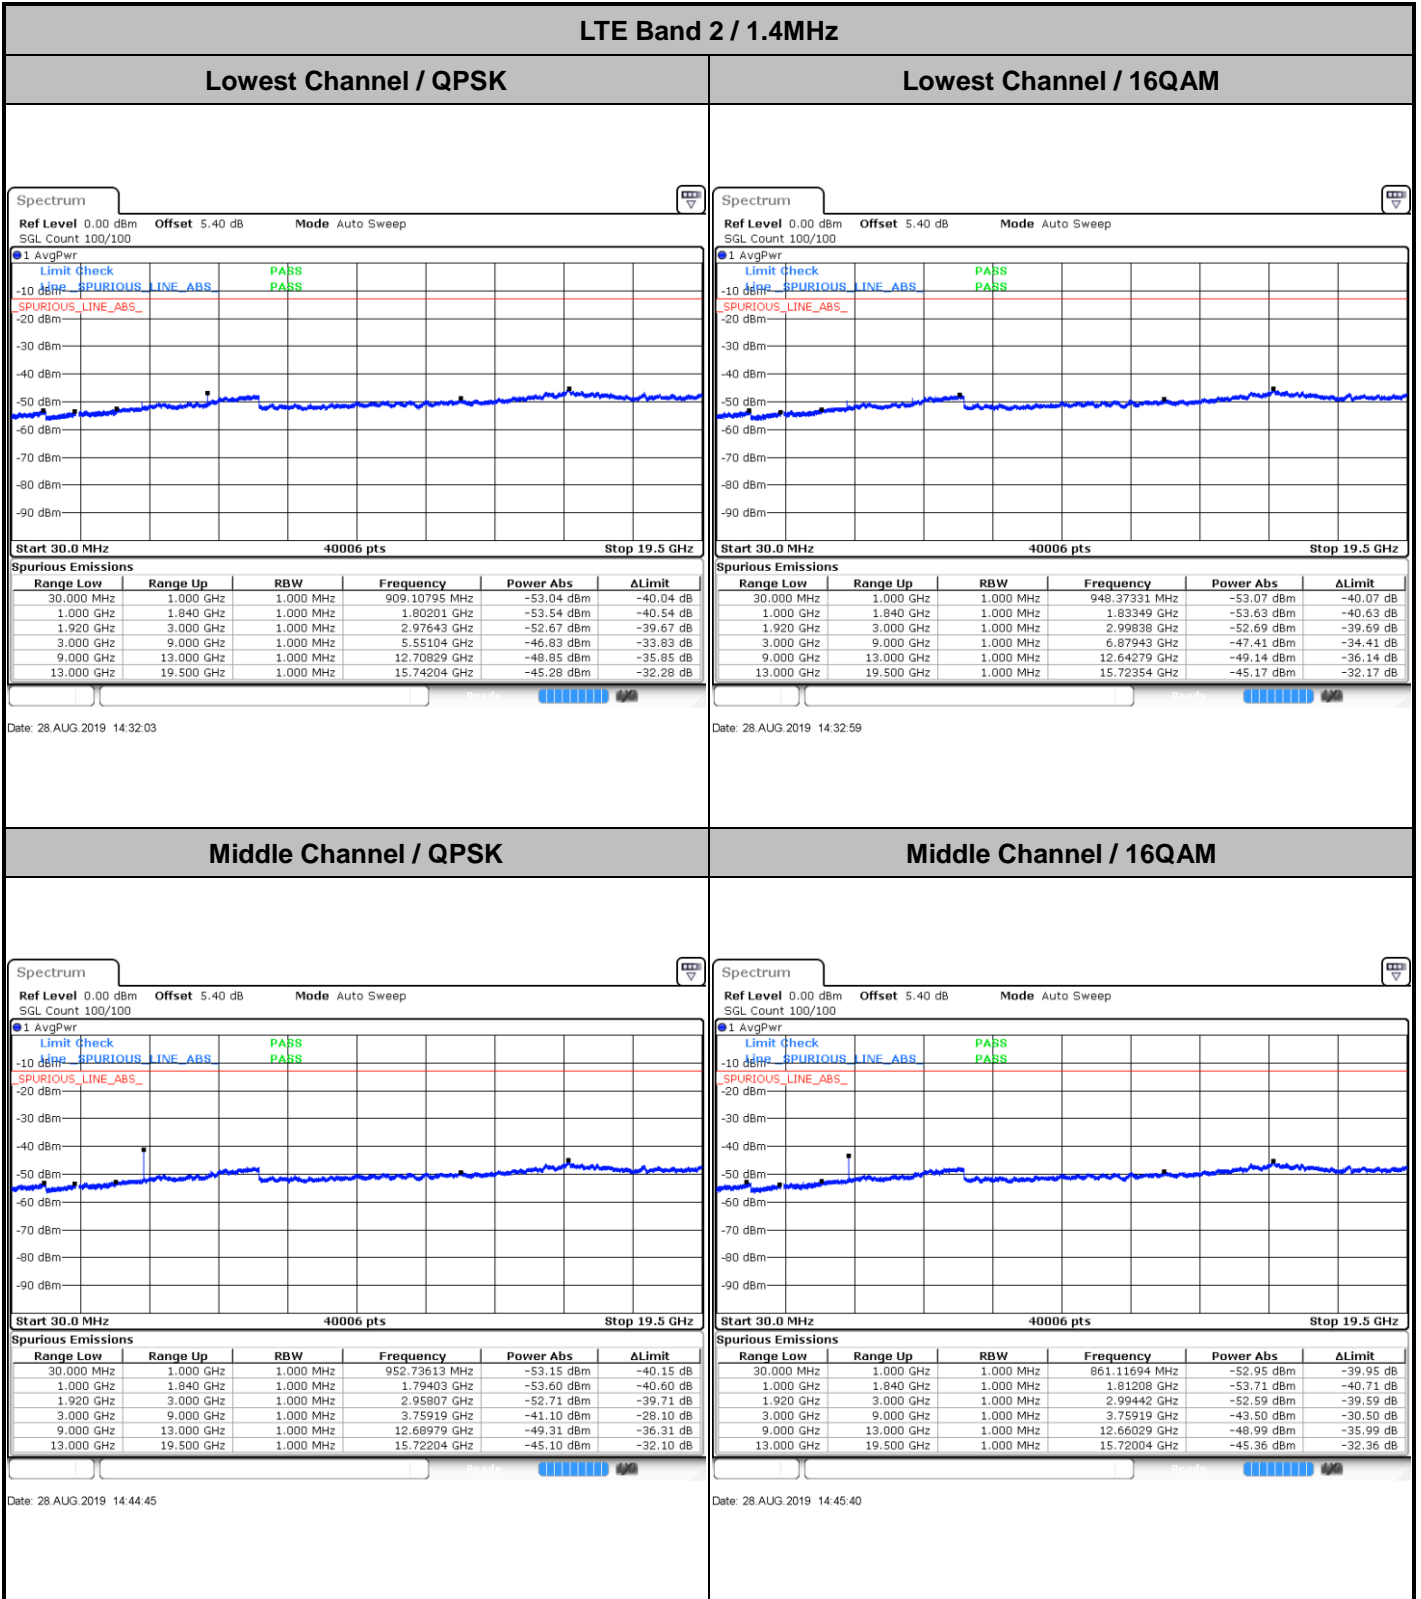 LTE Band 2 / 1.4MHz
Lowest Channel / QPSK
Lowest Channel / 16QAM
Spectrum
Ref Level 0.00 dBm Offset 5.40 dB Mode Auto Sweep
SGL Count 100/100
1 AvgPwr
Limit Check PASS
-10 dBm Line _SPURIOUS_LINE_ABS_ PASS
_SPURIOUS_LINE_ABS_
-20 dBm
-30 dBm
-40 dBm
-50 dBm
-60 dBm
-70 dBm
-80 dBm
-90 dBm
Start 30.0 MHz 40006 pts Stop 19.5 GHz
Spurious Emissions
Range Low Range Up RBW Frequency Power Abs ΔLimit
30.000 MHz 1.000 GHz 1.000 MHz 909.10795 MHz -53.04 dBm -40.04 dB
1.000 GHz 1.840 GHz 1.000 MHz 1.80201 GHz -53.54 dBm -40.54 dB
1.920 GHz 3.000 GHz 1.000 MHz 2.97643 GHz -52.67 dBm -39.67 dB
3.000 GHz 9.000 GHz 1.000 MHz 5.55104 GHz -46.83 dBm -33.83 dB
9.000 GHz 13.000 GHz 1.000 MHz 12.70829 GHz -48.85 dBm -35.85 dB
13.000 GHz 19.500 GHz 1.000 MHz 15.74204 GHz -45.28 dBm -32.28 dB
Ready
Date: 28.AUG.2019 14:32:03
Spectrum
Ref Level 0.00 dBm Offset 5.40 dB Mode Auto Sweep
SGL Count 100/100
1 AvgPwr
Limit Check PASS
-10 dBm Line _SPURIOUS_LINE_ABS_ PASS
_SPURIOUS_LINE_ABS_
-20 dBm
-30 dBm
-40 dBm
-50 dBm
-60 dBm
-70 dBm
-80 dBm
-90 dBm
Start 30.0 MHz 40006 pts Stop 19.5 GHz
Spurious Emissions
Range Low Range Up RBW Frequency Power Abs ΔLimit
30.000 MHz 1.000 GHz 1.000 MHz 948.37331 MHz -53.07 dBm -40.07 dB
1.000 GHz 1.840 GHz 1.000 MHz 1.83349 GHz -53.63 dBm -40.63 dB
1.920 GHz 3.000 GHz 1.000 MHz 2.99838 GHz -52.69 dBm -39.69 dB
3.000 GHz 9.000 GHz 1.000 MHz 6.87943 GHz -47.41 dBm -34.41 dB
9.000 GHz 13.000 GHz 1.000 MHz 12.64279 GHz -49.14 dBm -36.14 dB
13.000 GHz 19.500 GHz 1.000 MHz 15.72354 GHz -45.17 dBm -32.17 dB
Ready
Date: 28.AUG.2019 14:32:59
Middle Channel / QPSK
Middle Channel / 16QAM
Spectrum
Ref Level 0.00 dBm Offset 5.40 dB Mode Auto Sweep
SGL Count 100/100
1 AvgPwr
Limit Check PASS
-10 dBm Line _SPURIOUS_LINE_ABS_ PASS
_SPURIOUS_LINE_ABS_
-20 dBm
-30 dBm
-40 dBm
-50 dBm
-60 dBm
-70 dBm
-80 dBm
-90 dBm
Start 30.0 MHz 40006 pts Stop 19.5 GHz
Spurious Emissions
Range Low Range Up RBW Frequency Power Abs ΔLimit
30.000 MHz 1.000 GHz 1.000 MHz 952.73613 MHz -53.15 dBm -40.15 dB
1.000 GHz 1.840 GHz 1.000 MHz 1.79403 GHz -53.60 dBm -40.60 dB
1.920 GHz 3.000 GHz 1.000 MHz 2.95807 GHz -52.71 dBm -39.71 dB
3.000 GHz 9.000 GHz 1.000 MHz 3.75919 GHz -41.10 dBm -28.10 dB
9.000 GHz 13.000 GHz 1.000 MHz 12.68979 GHz -49.31 dBm -36.31 dB
13.000 GHz 19.500 GHz 1.000 MHz 15.72204 GHz -45.10 dBm -32.10 dB
Ready
Date: 28.AUG.2019 14:44:45
Spectrum
Ref Level 0.00 dBm Offset 5.40 dB Mode Auto Sweep
SGL Count 100/100
1 AvgPwr
Limit Check PASS
-10 dBm Line _SPURIOUS_LINE_ABS_ PASS
_SPURIOUS_LINE_ABS_
-20 dBm
-30 dBm
-40 dBm
-50 dBm
-60 dBm
-70 dBm
-80 dBm
-90 dBm
Start 30.0 MHz 40006 pts Stop 19.5 GHz
Spurious Emissions
Range Low Range Up RBW Frequency Power Abs ΔLimit
30.000 MHz 1.000 GHz 1.000 MHz 861.11694 MHz -52.95 dBm -39.95 dB
1.000 GHz 1.840 GHz 1.000 MHz 1.81208 GHz -53.71 dBm -40.71 dB
1.920 GHz 3.000 GHz 1.000 MHz 2.99442 GHz -52.59 dBm -39.59 dB
3.000 GHz 9.000 GHz 1.000 MHz 3.75919 GHz -43.50 dBm -30.50 dB
9.000 GHz 13.000 GHz 1.000 MHz 12.66029 GHz -48.99 dBm -35.99 dB
13.000 GHz 19.500 GHz 1.000 MHz 15.72004 GHz -45.36 dBm -32.36 dB
Ready
Date: 28.AUG.2019 14:45:40